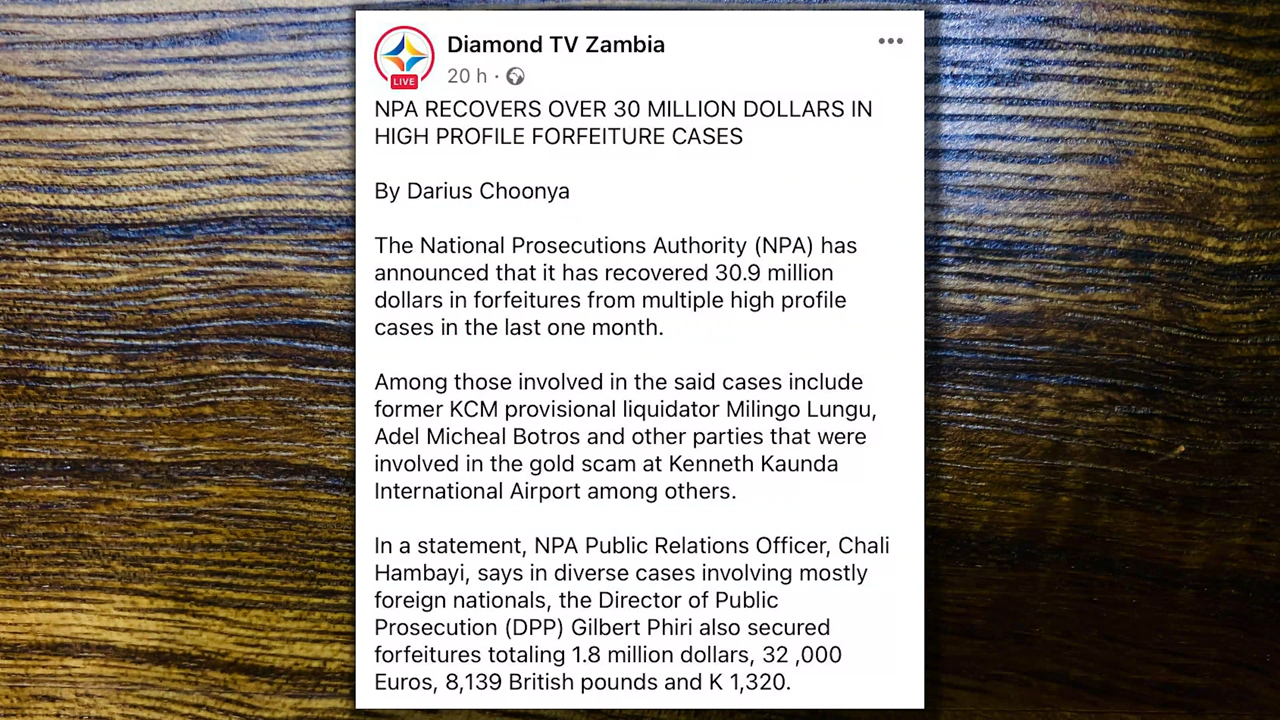 Diamond TV Zambia
20 h ·
LIVE
NPA RECOVERS OVER 30 MILLION DOLLARS IN
HIGH PROFILE FORFEITURE CASES
By Darius Choonya
The National Prosecutions Authority (NPA) has
announced that it has recovered 30.9 million
dollars in forfeitures from multiple high profile
cases in the last one month.
Among those involved in the said cases include
former KCM provisional liquidator Milingo Lungu,
Adel Micheal Botros and other parties that were
involved in the gold scam at Kenneth Kaunda
International Airport among others.
In a statement, NPA Public Relations Officer, Chali
Hambayi, says in diverse cases involving mostly
foreign nationals, the Director of Public
Prosecution (DPP) Gilbert Phiri also secured
forfeitures totaling 1.8 million dollars, 32 ,000
Euros, 8,139 British pounds and K 1,320.